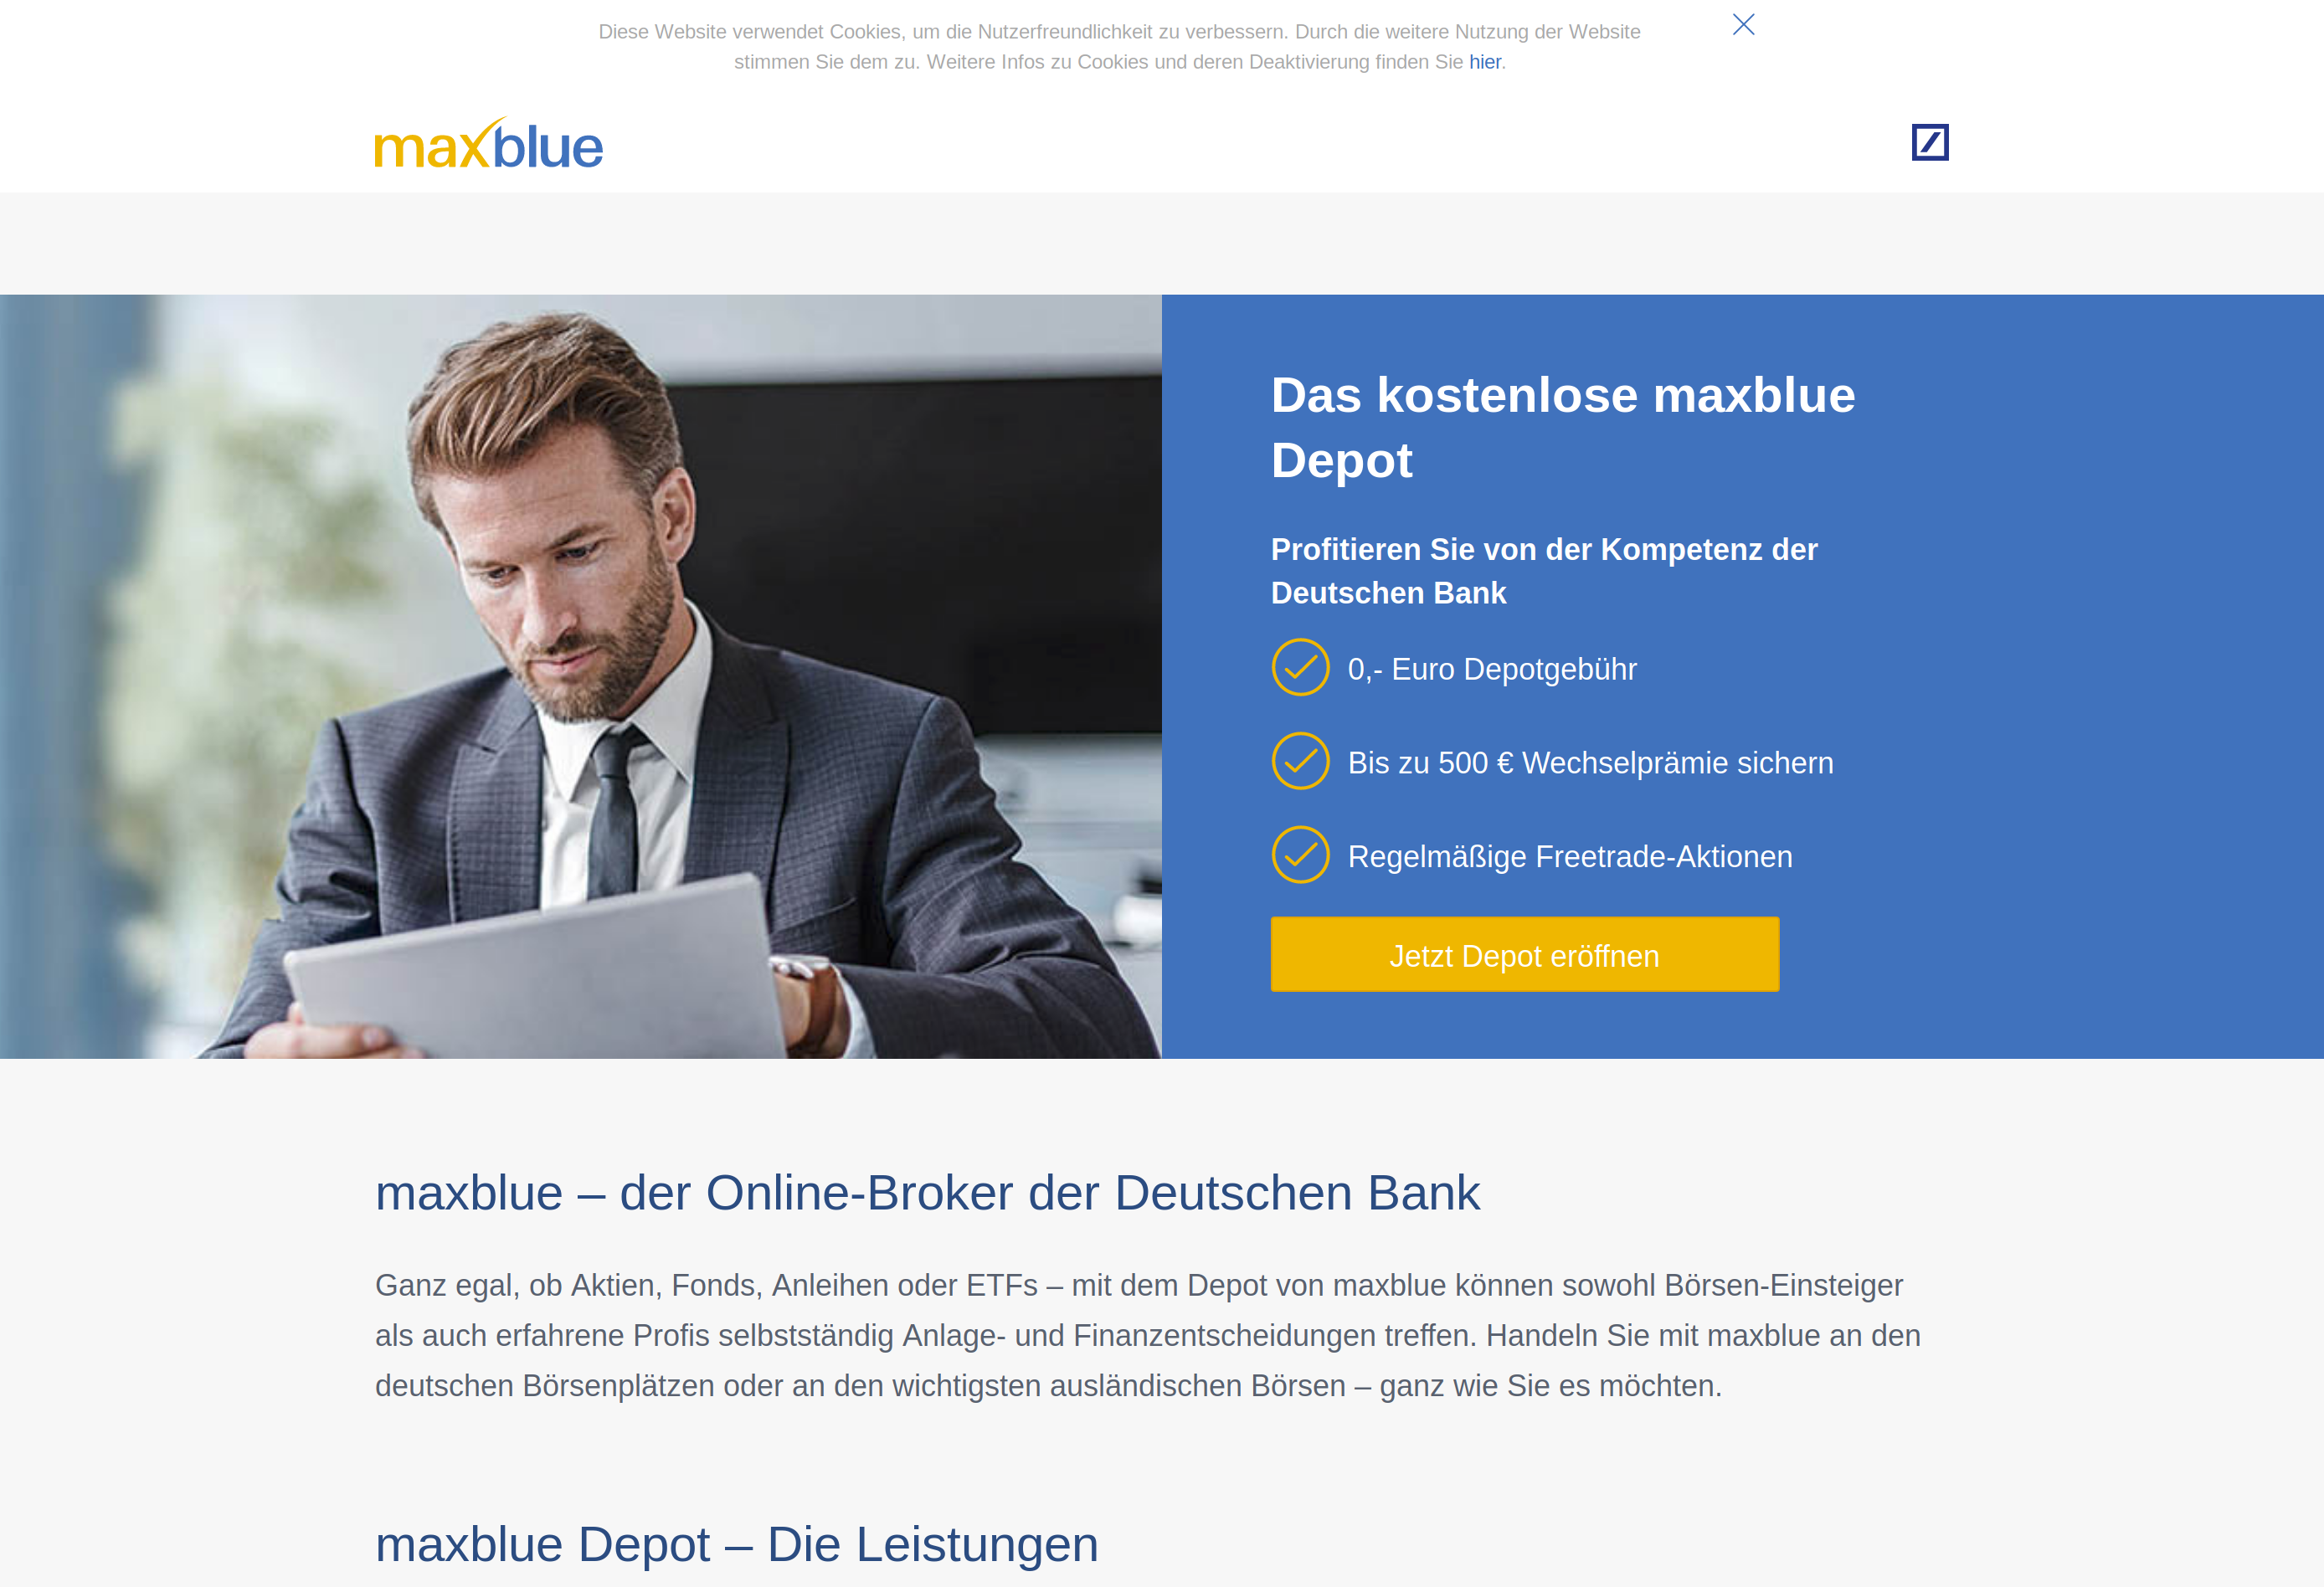 Diese Website verwendet Cookies, um die Nutzerfreundlichkeit zu verbessern. Durch die weitere Nutzung der Website
stimmen Sie dem zu. Weitere Infos zu Cookies und deren Deaktivierung finden Sie hier.
maxblue
Das kostenlose maxblue
Depot
Profitieren Sie von der Kompetenz der
Deutschen Bank
0,- Euro Depotgebühr
Bis zu 500 € Wechselprämie sichern
Regelmäßige Freetrade-Aktionen
Jetzt Depot eröffnen
maxblue – der Online-Broker der Deutschen Bank
Ganz egal, ob Aktien, Fonds, Anleihen oder ETFs – mit dem Depot von maxblue können sowohl Börsen-Einsteiger
als auch erfahrene Profis selbstständig Anlage- und Finanzentscheidungen treffen. Handeln Sie mit maxblue an den
deutschen Börsenplätzen oder an den wichtigsten ausländischen Börsen – ganz wie Sie es möchten.
maxblue Depot – Die Leistungen